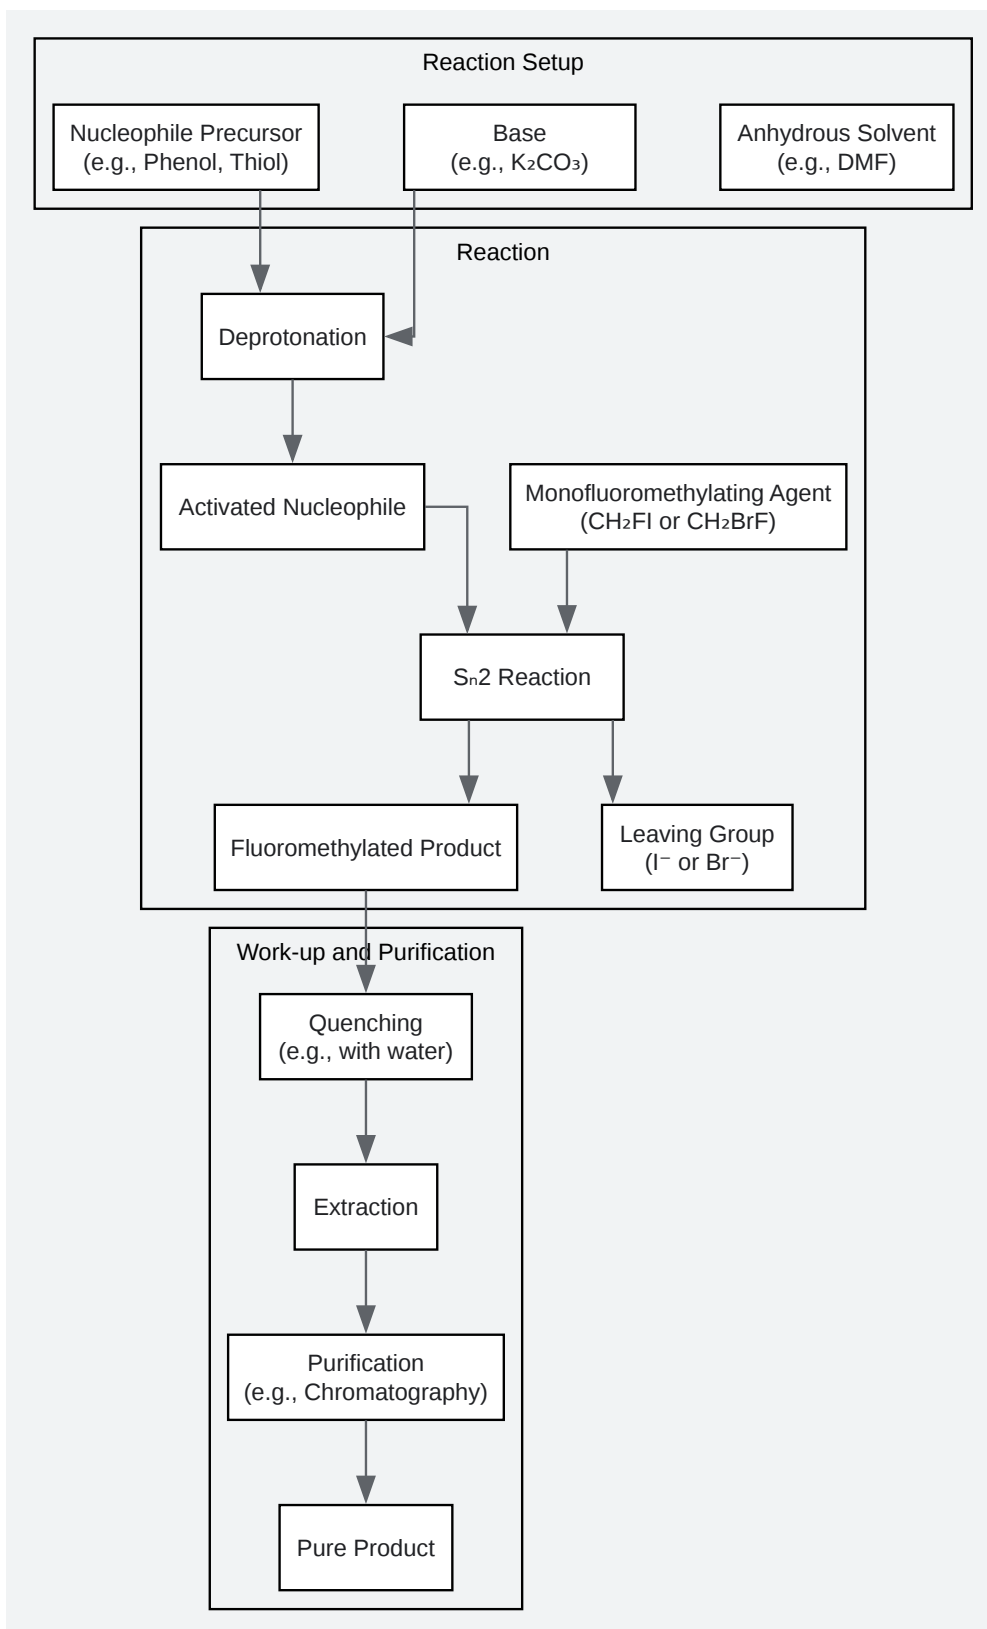 Reaction Setup
Nucleophile Precursor
(e.g., Phenol, Thiol)
Base
(e.g., K₂CO₃)
Anhydrous Solvent
(e.g., DMF)
Reaction
Deprotonation
Activated Nucleophile
Monofluoromethylating Agent
(CH₂FI or CH₂BrF)
Sₙ2 Reaction
Fluoromethylated Product
Leaving Group
(I⁻ or Br⁻)
Work-up and Purification
Quenching
(e.g., with water)
Extraction
Purification
(e.g., Chromatography)
Pure Product